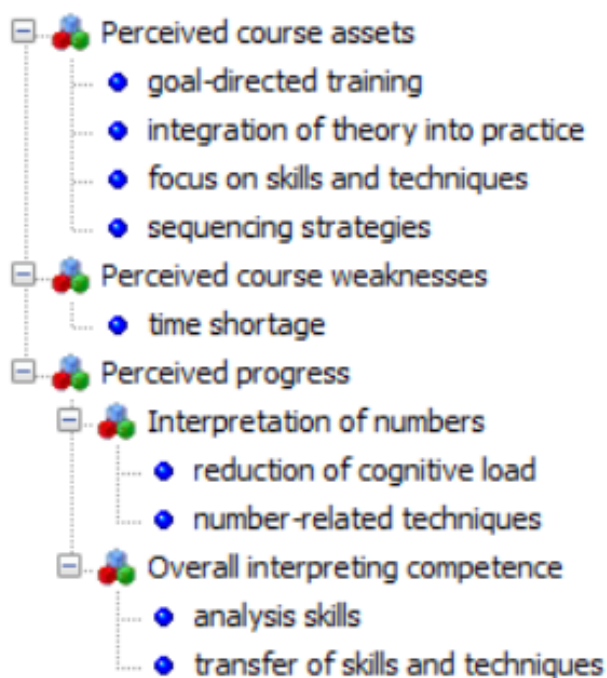 Perceived course assets
goal-directed training
integration of theory into practice
focus on skills and techniques
sequencing strategies
Perceived course weaknesses
time shortage
Perceived progress
Interpretation of numbers
reduction of cognitive load
number-related techniques
Overall interpreting competence
analysis skills
transfer of skills and techniques